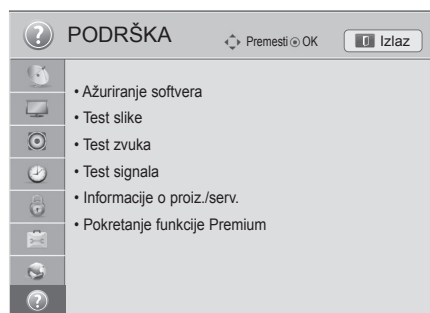 PODRŠKA
Premesti OK
Izlaz
• Ažuriranje softvera
• Test slike
• Test zvuka
• Test signala
• Informacije o proiz./serv.
• Pokretanje funkcije Premium